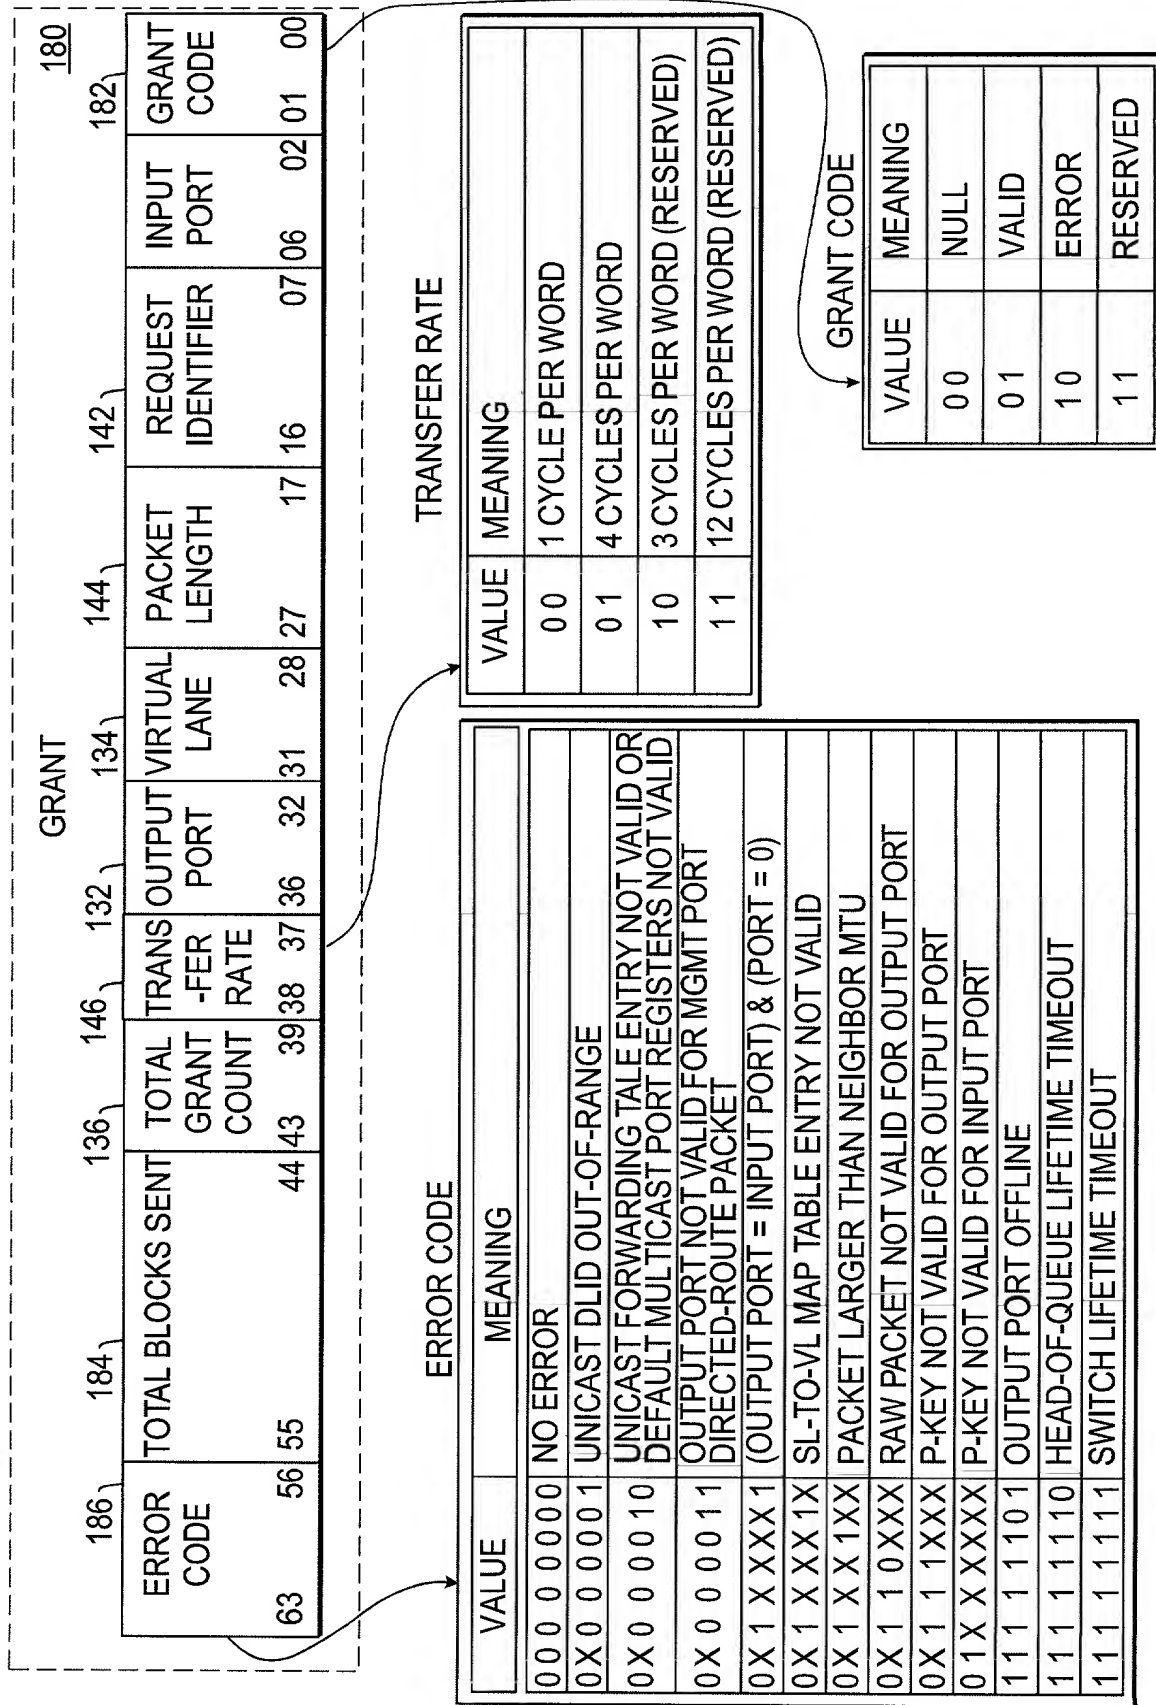 GRANT
180
186
184
136
146
132
134
144
142
182
ERROR CODE
TOTAL BLOCKS SENT
TOTAL GRANT COUNT
TRANS -FER RATE
OUTPUT PORT
VIRTUAL LANE
PACKET LENGTH
REQUEST IDENTIFIER
INPUT PORT
GRANT CODE
63 56 55 44 43 39 38 37 36 32 31 28 27 17 16 07 06 02 01 00
ERROR CODE
VALUE MEANING
0 0 0 0 0 0 0 0 NO ERROR
0 X 0 0 0 0 0 1 UNICAST DLID OUT-OF-RANGE
0 X 0 0 0 0 1 0 UNICAST FORWARDING TALE ENTRY NOT VALID OR
DEFAULT MULTICAST PORT REGISTERS NOT VALID
0 X 0 0 0 0 1 1 OUTPUT PORT NOT VALID FOR MGMT PORT
DIRECTED-ROUTE PACKET
0 X 1 X X X X 1 (OUTPUT PORT = INPUT PORT) & (PORT = 0)
0 X 1 X X X 1 X SL-TO-VL MAP TABLE ENTRY NOT VALID
0 X 1 X X 1 X X PACKET LARGER THAN NEIGHBOR MTU
0 X 1 1 0 X X X RAW PACKET NOT VALID FOR OUTPUT PORT
0 X 1 1 1 X X X P-KEY NOT VALID FOR OUTPUT PORT
0 1 X X X X X X P-KEY NOT VALID FOR INPUT PORT
1 1 1 1 1 1 0 1 OUTPUT PORT OFFLINE
1 1 1 1 1 1 1 0 HEAD-OF-QUEUE LIFETIME TIMEOUT
1 1 1 1 1 1 1 1 SWITCH LIFETIME TIMEOUT
TRANSFER RATE
VALUE MEANING
0 0 1 CYCLE PER WORD
0 1 4 CYCLES PER WORD
1 0 3 CYCLES PER WORD (RESERVED)
1 1 12 CYCLES PER WORD (RESERVED)
GRANT CODE
VALUE MEANING
0 0 NULL
0 1 VALID
1 0 ERROR
1 1 RESERVED